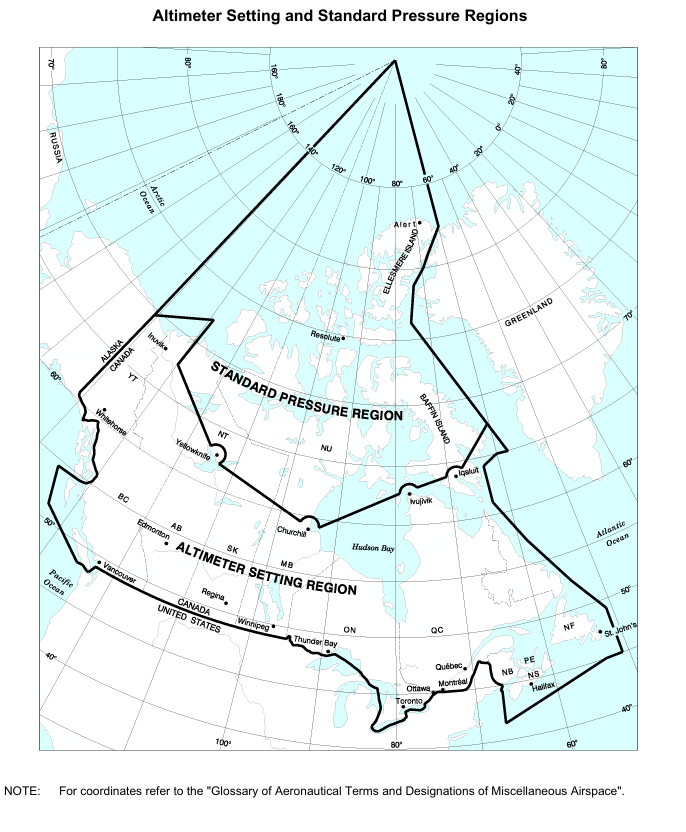 Altimeter Setting and Standard Pressure Regions
70°
80°
160°
180°
160°
140°
120°
100°
80°
60°
40°
20°
0°
20°
40°
80°
RUSSIA
Arctic
Ocean
Alert
ELLESMERE ISLAND
GREENLAND
70°
Resolute
ALASKA
CANADA
Inuvik
YT
60°
STANDARD PRESSURE REGION
BAFFIN ISLAND
Whitehorse
NT
Yellowknife
NU
Iqaluit
60°
Ivujivik
BC
50°
Edmonton
AB
SK
MB
Churchill
Hudson Bay
Atlantic
Ocean
ALTIMETER SETTING REGION
Pacific
Ocean
Vancouver
Regina
CANADA
UNITED STATES
Winnipeg
Thunder Bay
ON
QC
50°
NF
St. John's
40°
Québec
Ottawa
Montréal
Toronto
NB
PE
NS
Halifax
40°
100°
80°
60°
NOTE: For coordinates refer to the "Glossary of Aeronautical Terms and Designations of Miscellaneous Airspace".